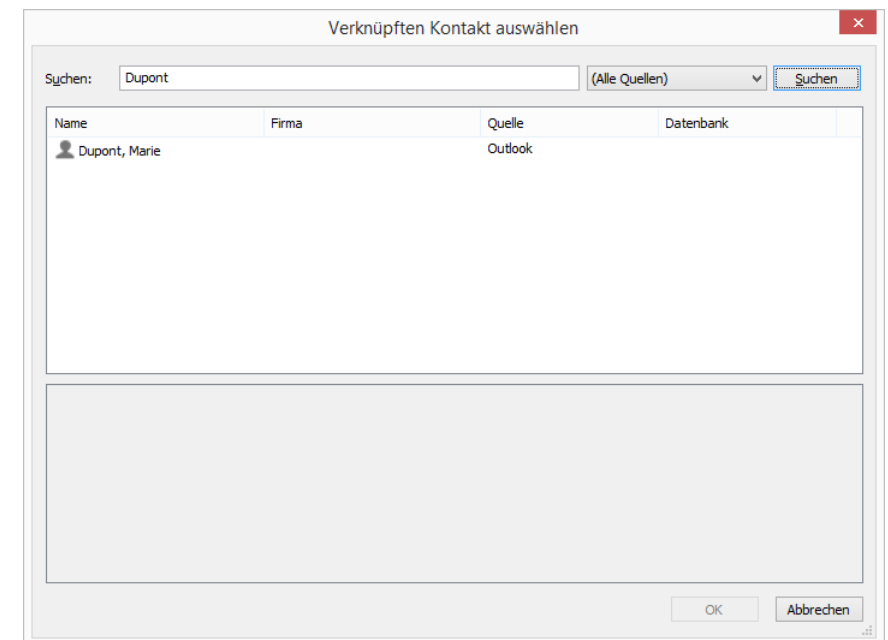 Verknüpften Kontakt auswählen
Suchen: Dupont (Alle Quellen) Suchen
Name Firma Quelle Datenbank
Dupont, Marie Outlook
OK Abbrechen